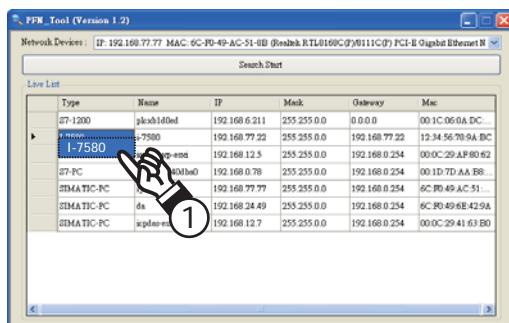 PFN_Tool (Version 1.2)
Network Devices : IP: 192.168.77.77 MAC: 6C-F0-49-AC-51-0B (Realtek RTL8168C(P)/8111C(P) PCI-E Gigabit Ethernet N
Search Start
Live List
Type Name IP Mask Gateway Mac
S7-1200 plcxb1d0ed 192.168.6.211 255.255.0.0 0.0.0.0 00:1C:06:0A:DC:...
i-7580 192.168.77.22 255.255.0.0 192.168.77.22 12:34:56:78:9A:BC
I-7580
192.168.12.5 255.255.0.0 192.168.0.254 00:0C:29:AF:80:62
S7-PC 192.168.0.78 255.255.0.0 192.168.0.254 00:1D:7D:AA:B8:...
SIMATIC-PC 192.168.77.77 255.255.0.0 192.168.0.254 6C:F0:49:AC:51:...
SIMATIC-PC da 192.168.24.49 255.255.0.0 192.168.0.254 6C:F0:49:6E:42:9A
SIMATIC-PC 192.168.12.7 255.255.0.0 192.168.0.254 00:0C:29:41:63:B0
1